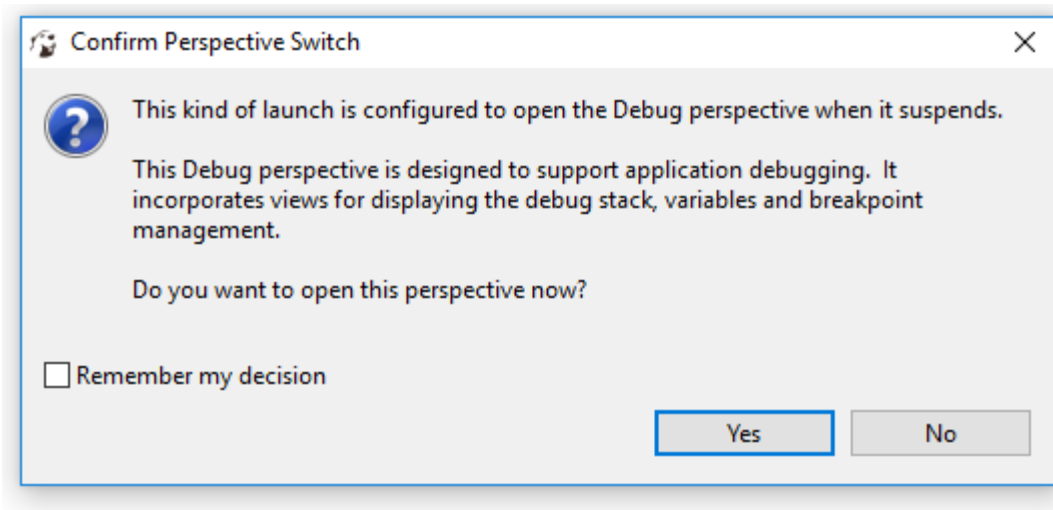 Confirm Perspective Switch
This kind of launch is configured to open the Debug perspective when it suspends.
This Debug perspective is designed to support application debugging.  It
incorporates views for displaying the debug stack, variables and breakpoint
management.
Do you want to open this perspective now?
Remember my decision
Yes
No